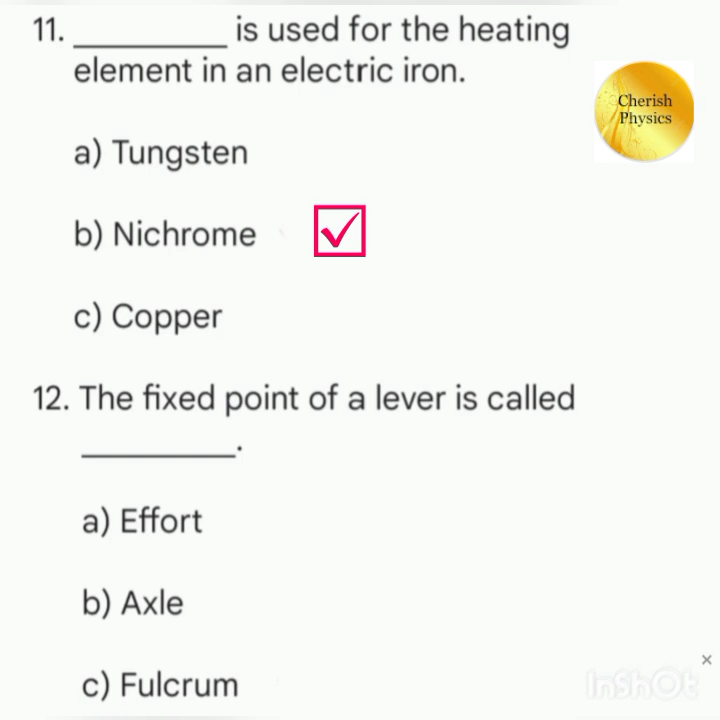 11. _________ is used for the heating
element in an electric iron.
Cherish
Physics
a) Tungsten
b) Nichrome
c) Copper
12. The fixed point of a lever is called
_________.
a) Effort
b) Axle
c) Fulcrum
InShOt